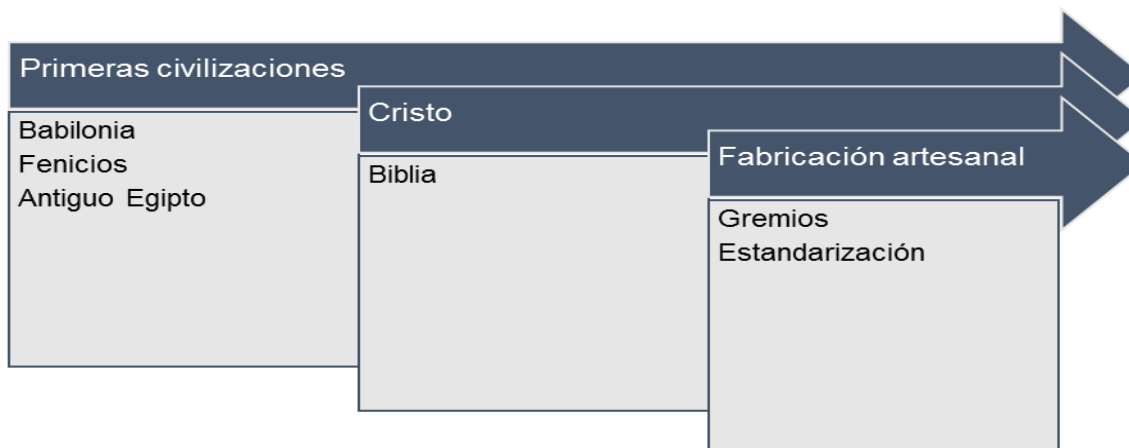 Primeras civilizaciones
Babilonia
Fenicios
Antiguo Egipto
Cristo
Biblia
Fabricación artesanal
Gremios
Estandarización